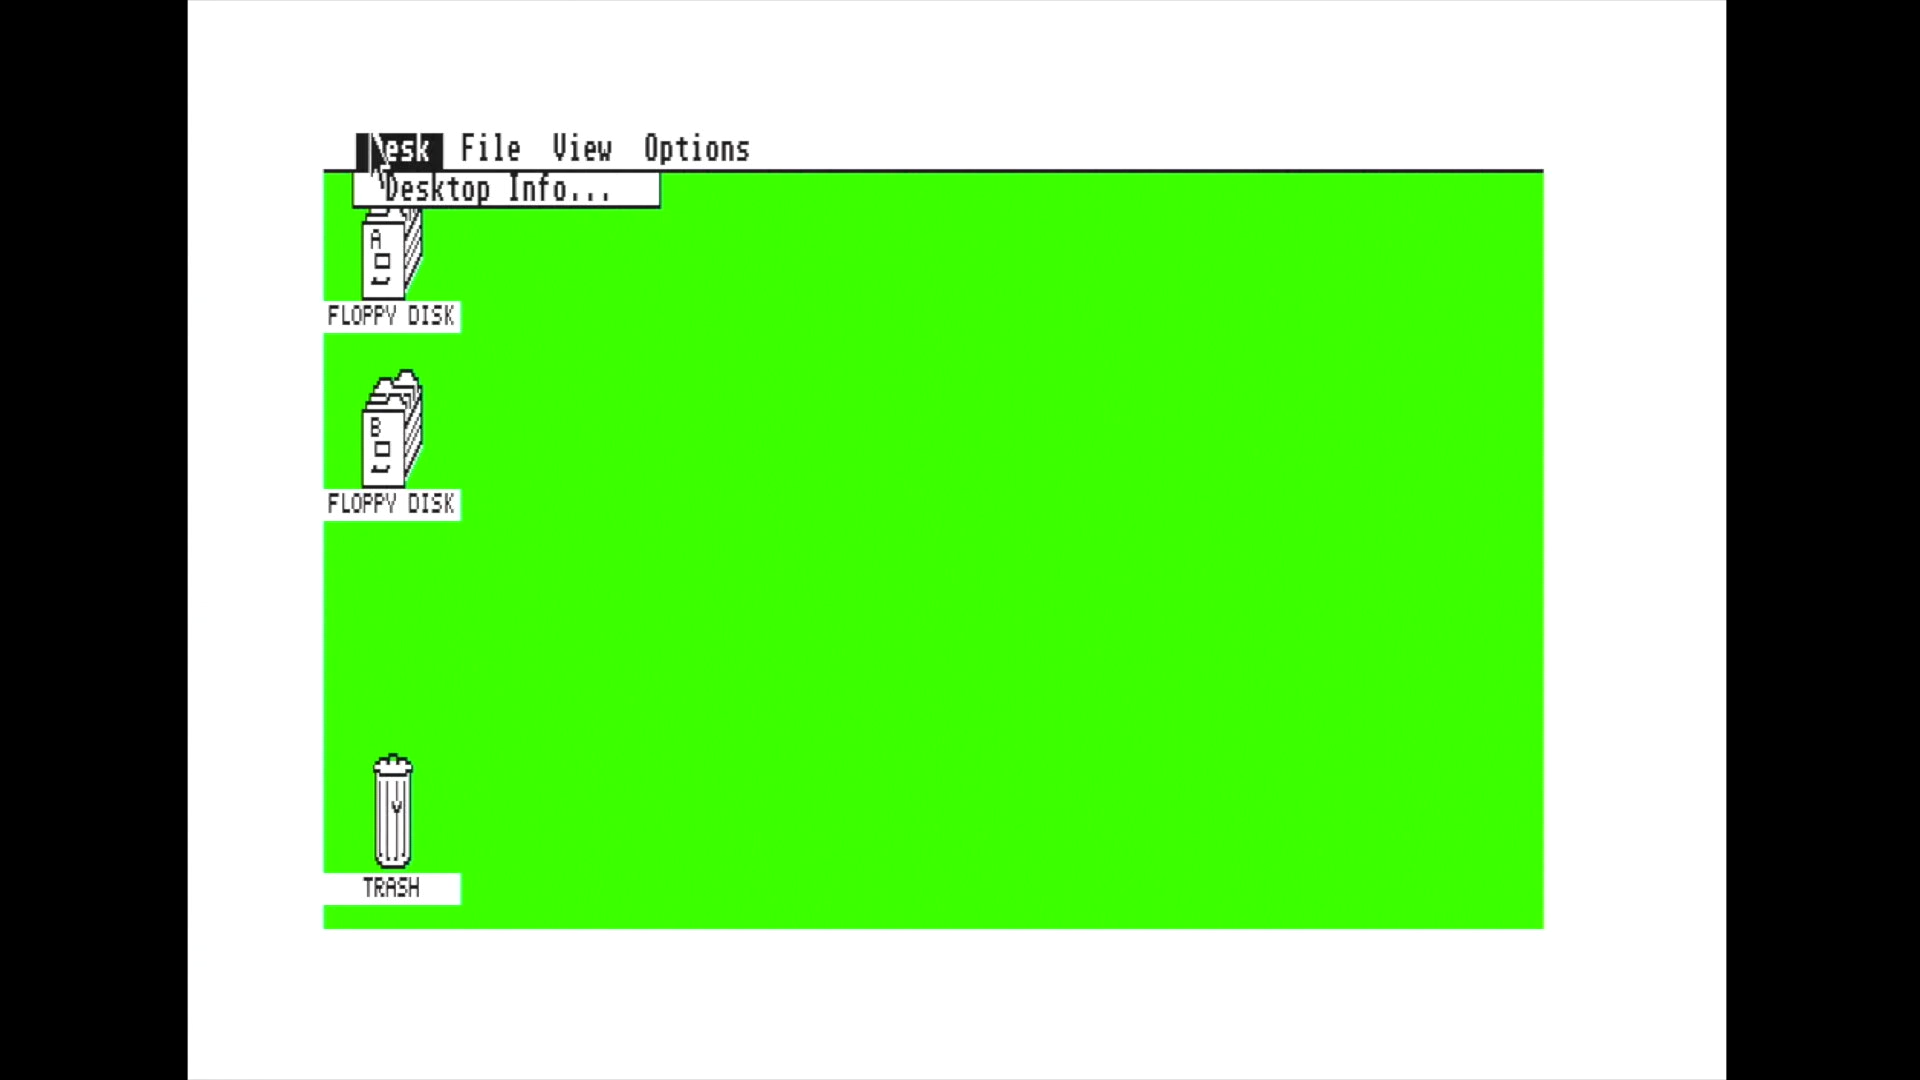 Desk File View Options
Desktop Info...
A
FLOPPY DISK
B
FLOPPY DISK
TRASH